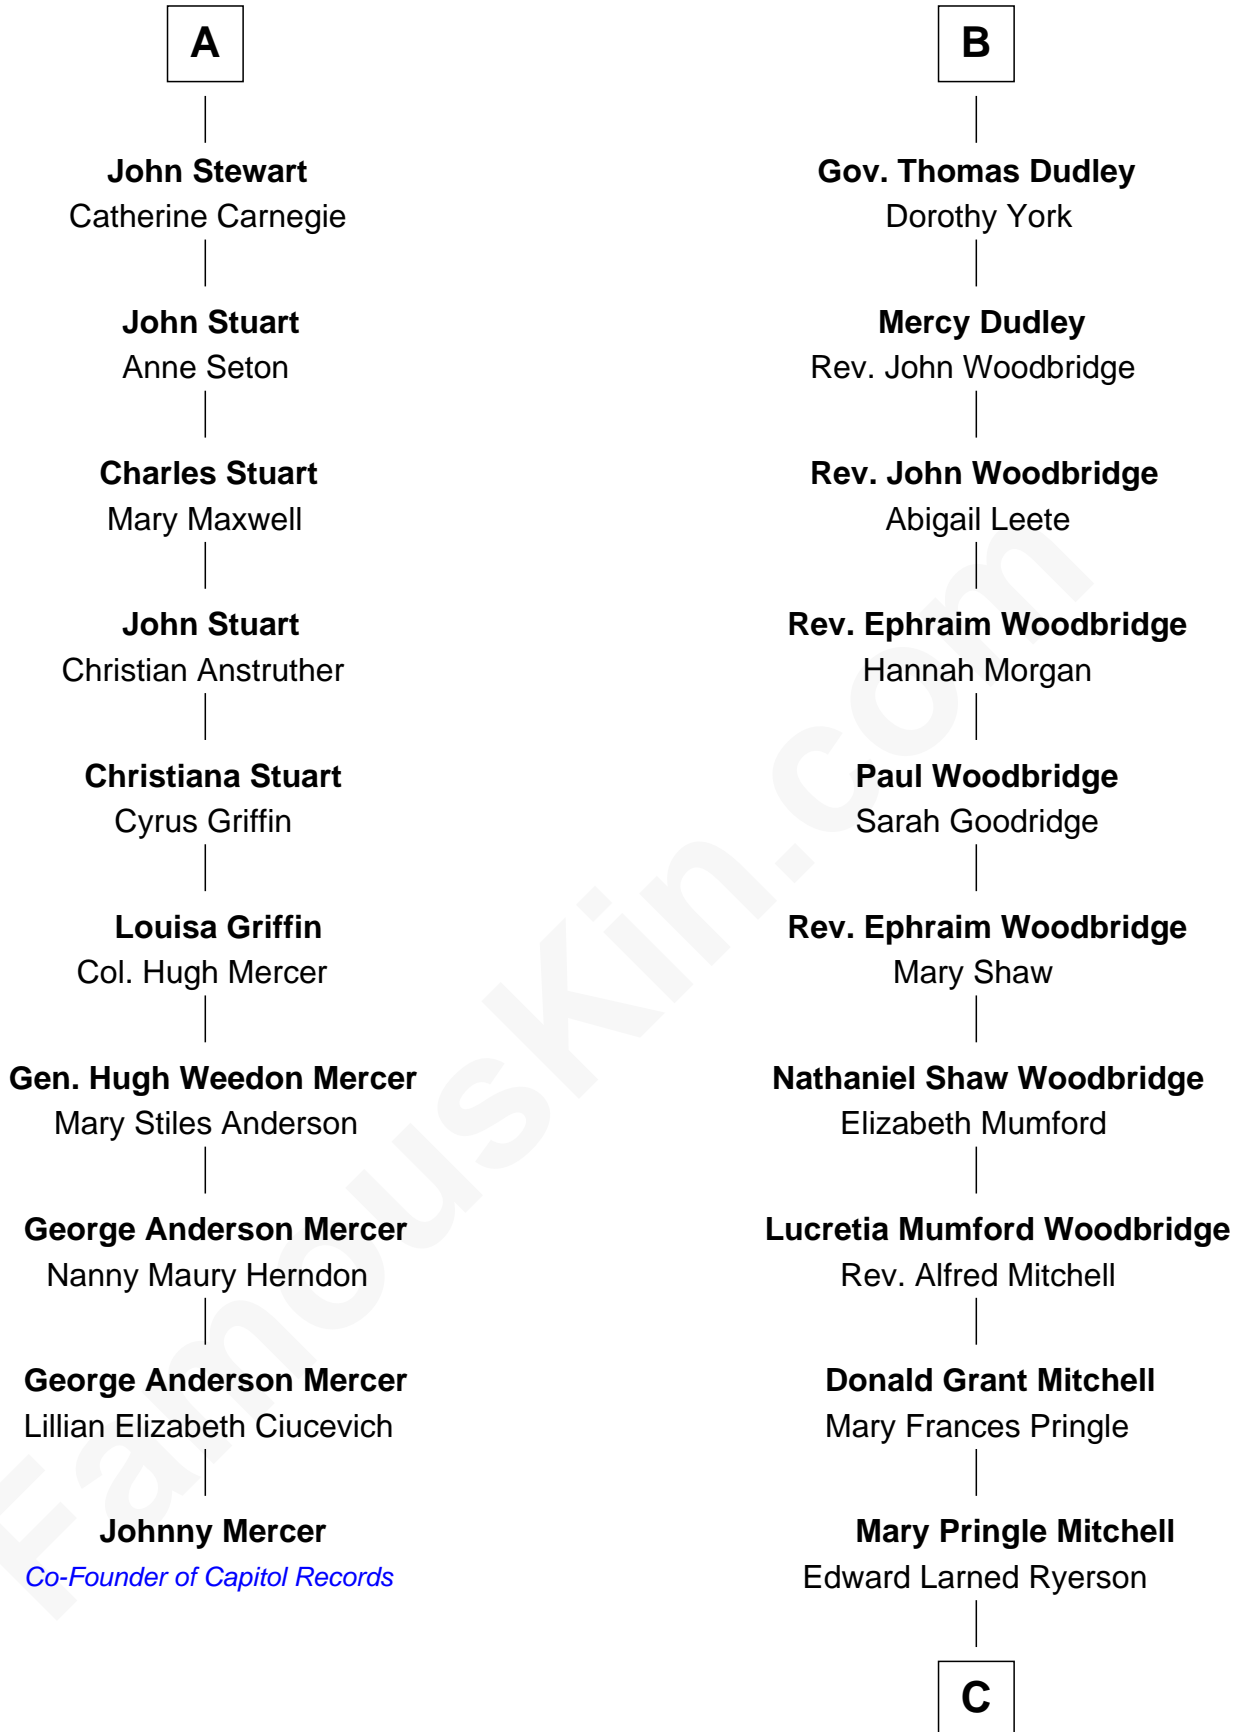 A
John Stewart
Catherine Carnegie
John Stuart
Anne Seton
Charles Stuart
Mary Maxwell
John Stuart
Christian Anstruther
Christiana Stuart
Cyrus Griffin
Louisa Griffin
Col. Hugh Mercer
Gen. Hugh Weedon Mercer
Mary Stiles Anderson
George Anderson Mercer
Nanny Maury Herndon
George Anderson Mercer
Lillian Elizabeth Ciucevich
Johnny Mercer
Co-Founder of Capitol Records
B
Gov. Thomas Dudley
Dorothy York
Mercy Dudley
Rev. John Woodbridge
Rev. John Woodbridge
Abigail Leete
Rev. Ephraim Woodbridge
Hannah Morgan
Paul Woodbridge
Sarah Goodridge
Rev. Ephraim Woodbridge
Mary Shaw
Nathaniel Shaw Woodbridge
Elizabeth Mumford
Lucretia Mumford Woodbridge
Rev. Alfred Mitchell
Donald Grant Mitchell
Mary Frances Pringle
Mary Pringle Mitchell
Edward Larned Ryerson
C
FamousKin.com